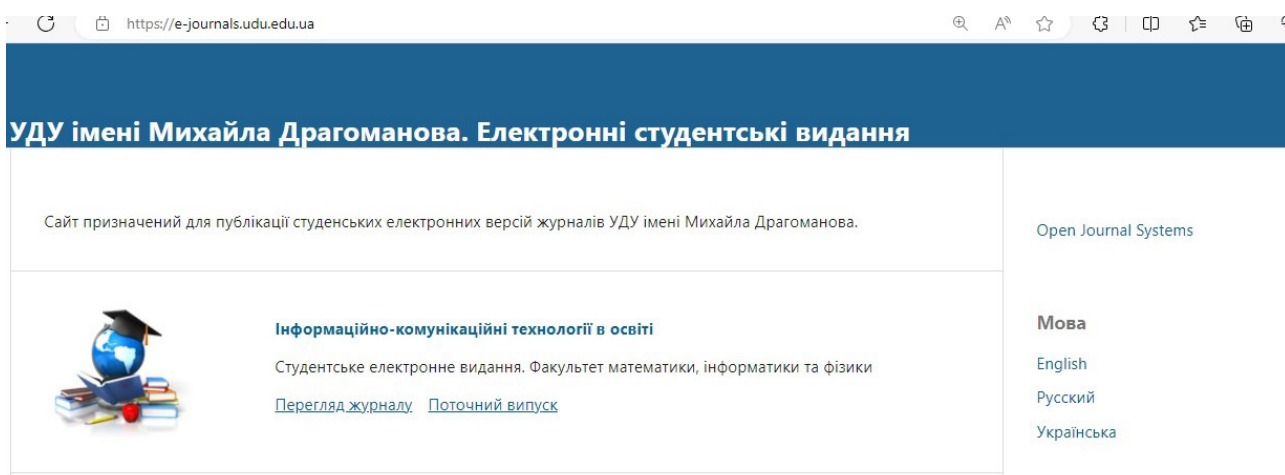 https://e-journals.udu.edu.ua
УДУ імені Михайла Драгоманова. Електронні студентські видання
Сайт призначений для публікації студенських електронних версій журналів УДУ імені Михайла Драгоманова.
Open Journal Systems
Інформаційно-комунікаційні технології в освіті
Студентське електронне видання. Факультет математики, інформатики та фізики
Перегляд журналу Поточний випуск
Мова
English
Русский
Українська